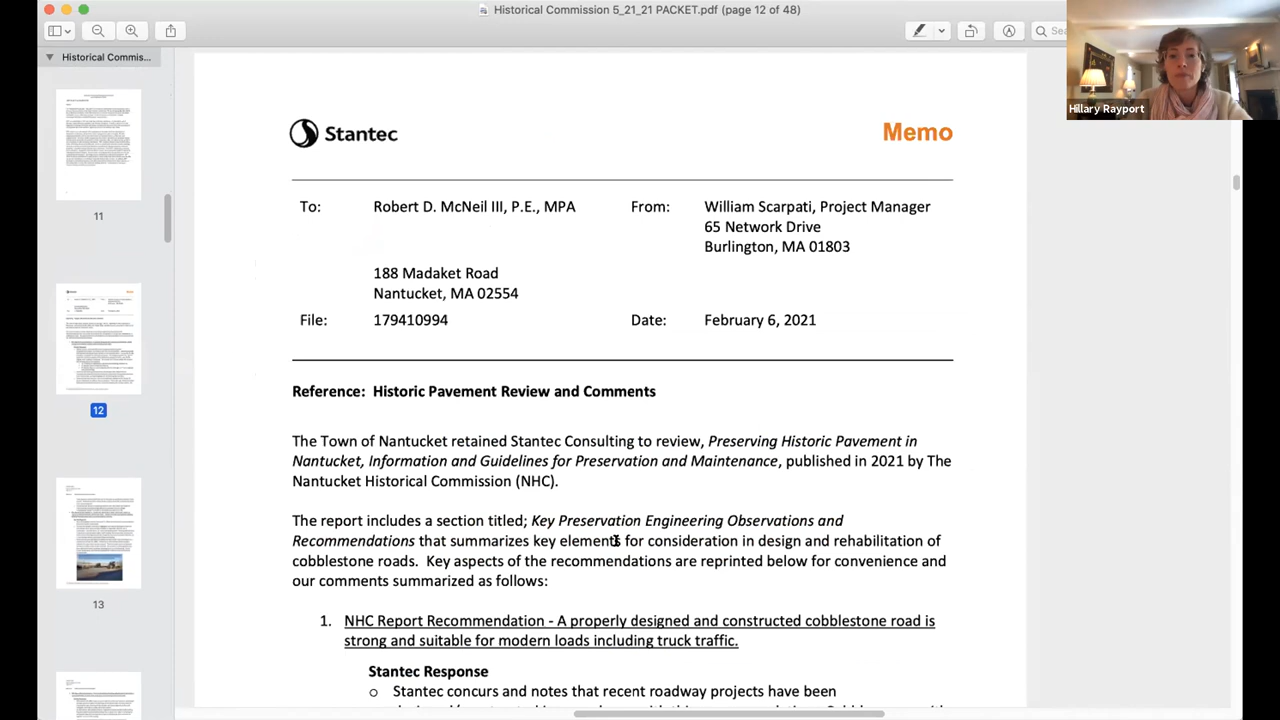 Historical Commission 5_21_21 PACKET.pdf (page 12 of 48)
Historical Commis...
Hillary Rayport
11
12
13
Stantec
Memo
To: Robert D. McNeil III, P.E., MPA From: William Scarpati, Project Manager
65 Network Drive
Burlington, MA 01803
188 Madaket Road
Nantucket, MA 02554
File: 179410994 Date: February 6, 2021
Reference: Historic Pavement Review and Comments
The Town of Nantucket retained Stantec Consulting to review, Preserving Historic Pavement in
Nantucket, Information and Guidelines for Preservation and Maintenance, published in 2021 by The
Nantucket Historical Commission (NHC).
The report includes a section titled, Key Preservation Engineering Observations and
Recommendations that summarizes key elements for consideration in design and rehabilitation of
cobblestone roads. Key aspects of the recommendations are reprinted below for convenience and
our comments summarized as follows:
1. NHC Report Recommendation - A properly designed and constructed cobblestone road is
strong and suitable for modern loads including truck traffic.
Stantec Response
o Stantec concurs and notes that recent roadway projects have been